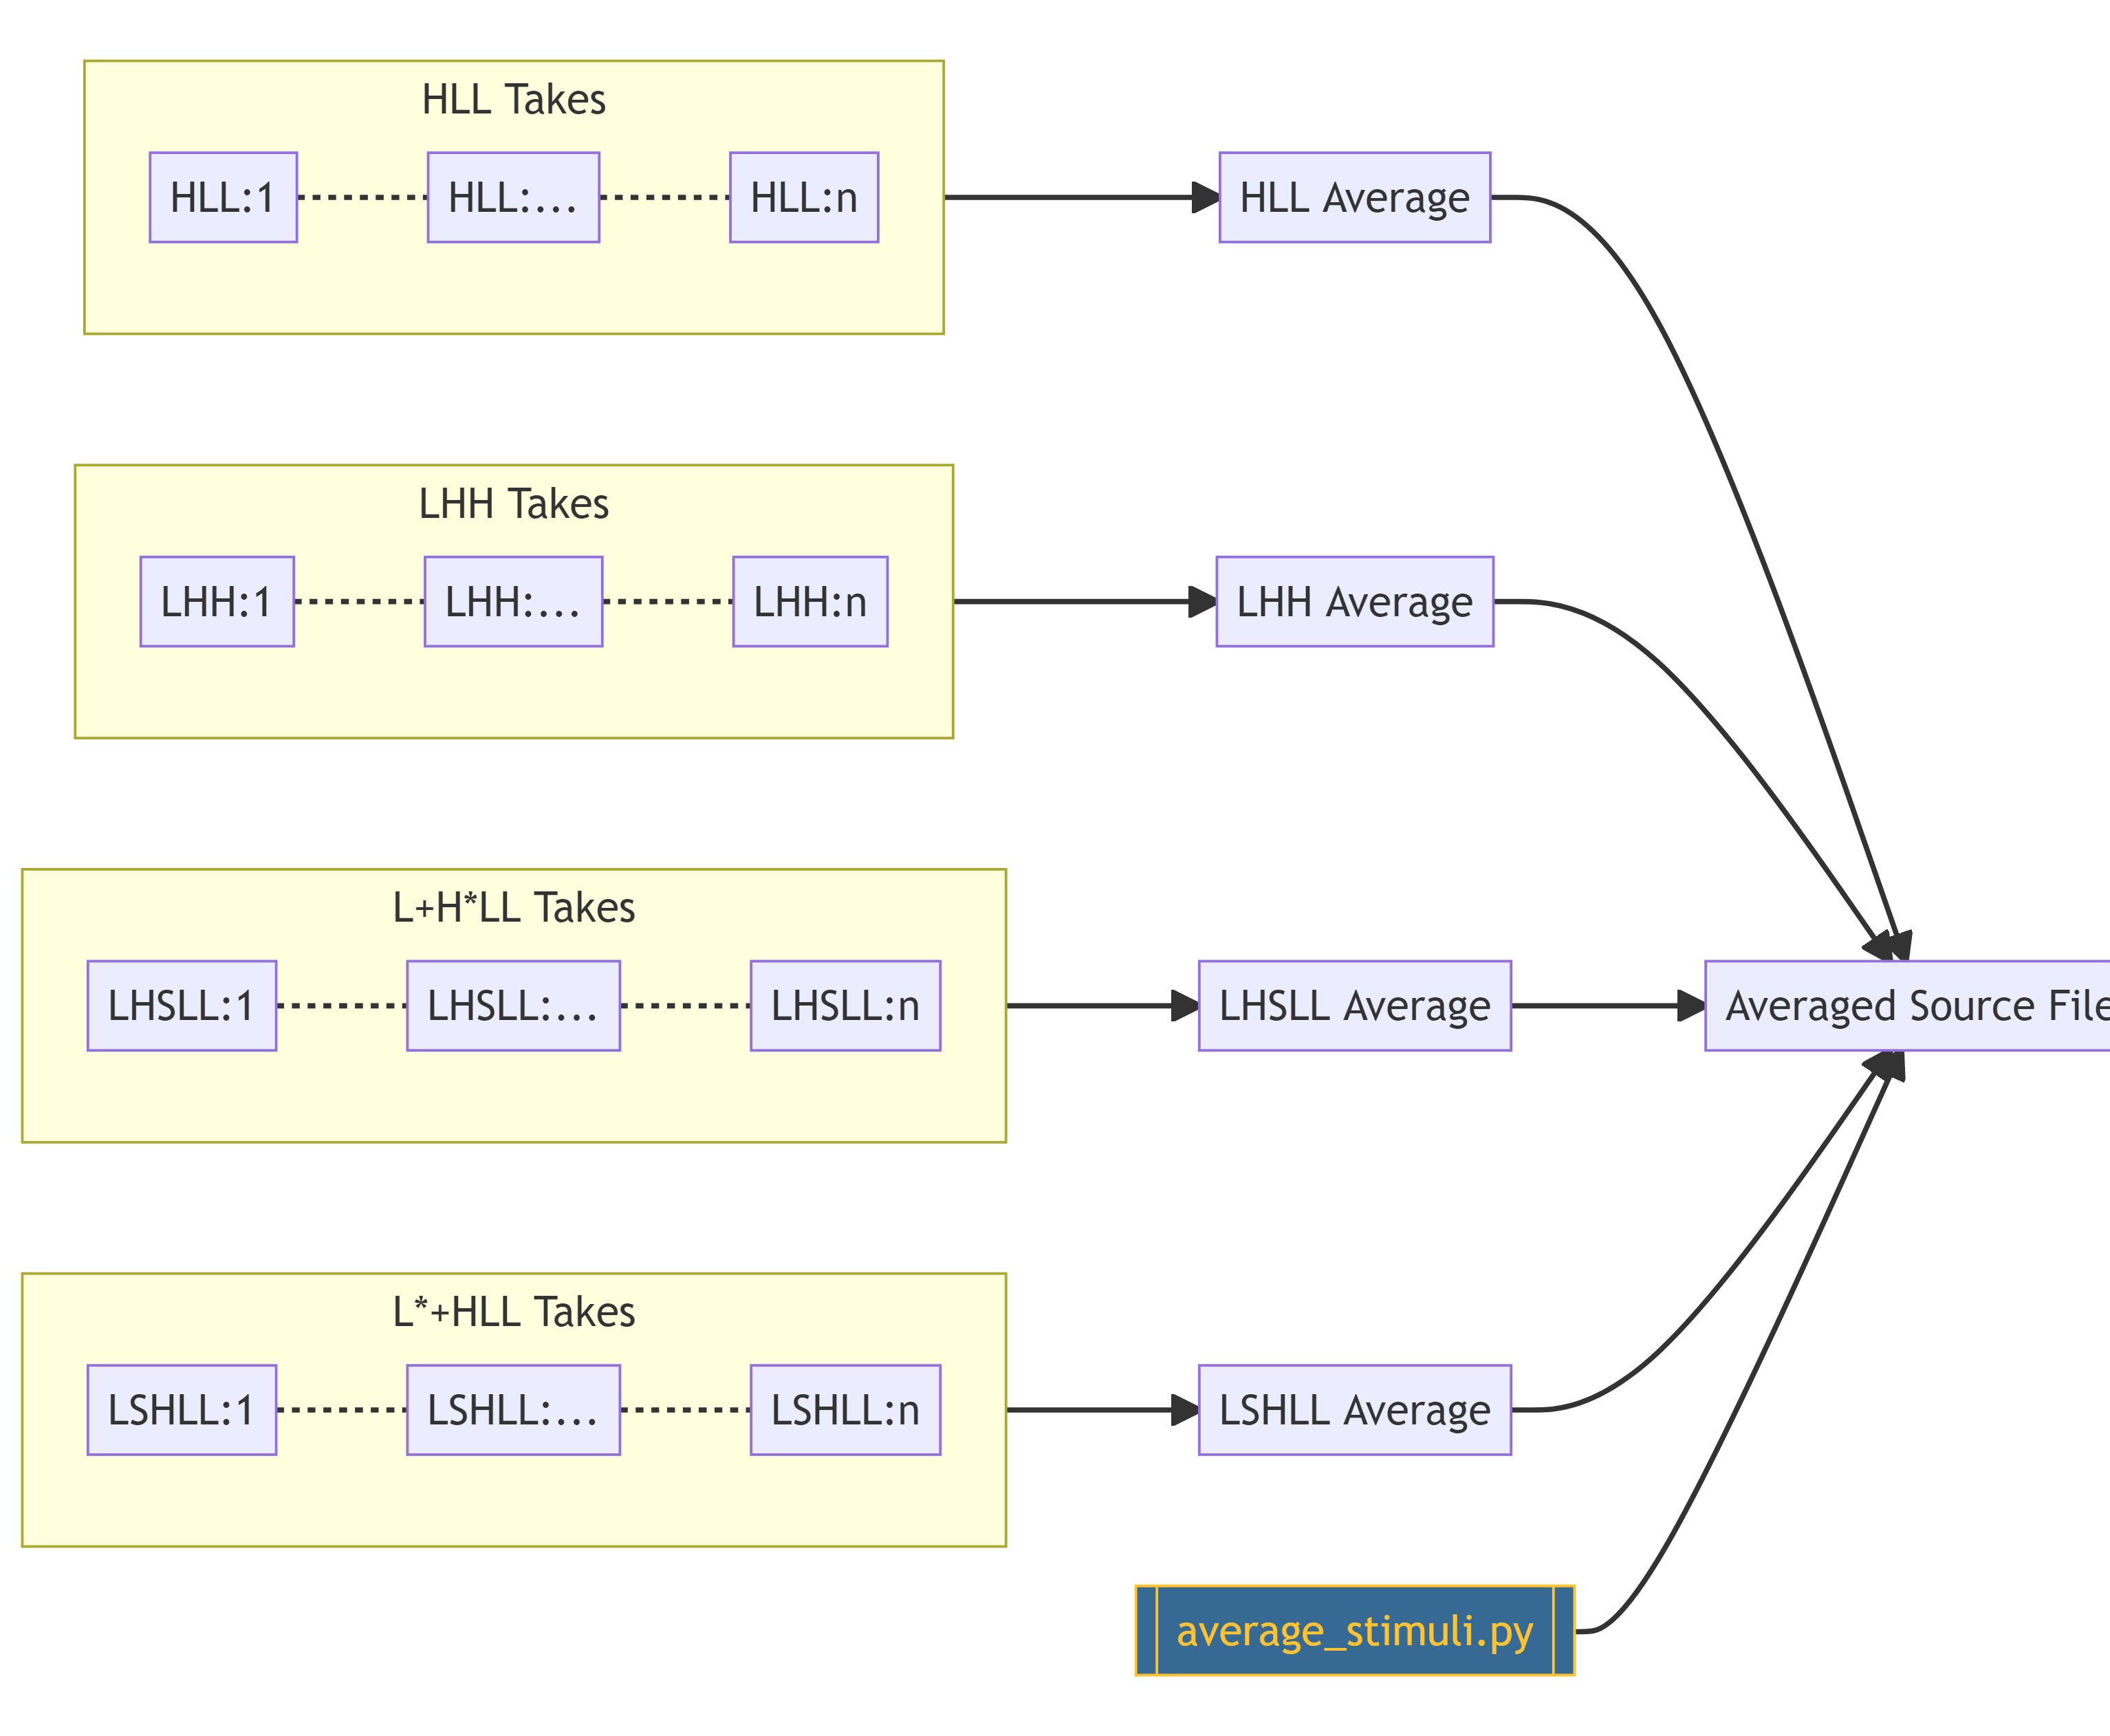 HLL Takes
HLL:1
HLL:...
HLL:n
HLL Average
LHH Takes
LHH:1
LHH:...
LHH:n
LHH Average
L+H*LL Takes
LHSLL:1
LHSLL:...
LHSLL:n
LHSLL Average
Averaged Source File
L*+HLL Takes
LSHLL:1
LSHLL:...
LSHLL:n
LSHLL Average
average_stimuli.py